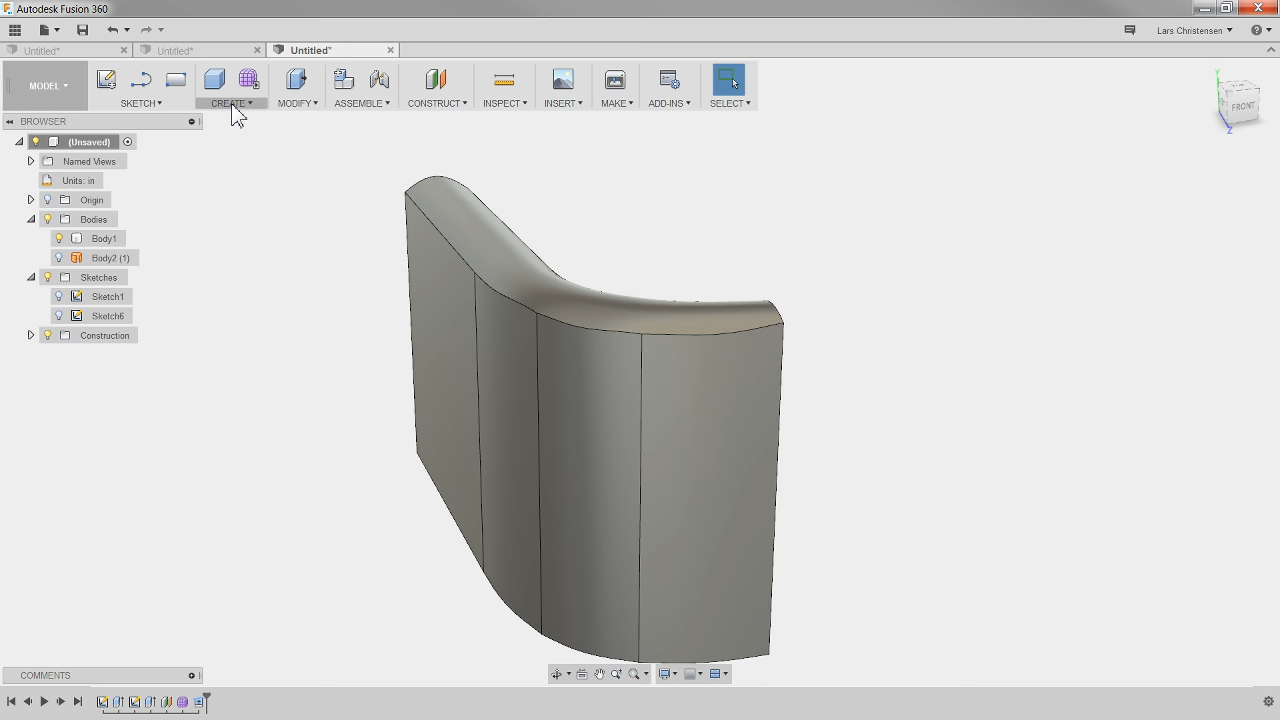 Autodesk Fusion 360
Lars Christensen
Untitled*
Untitled*
Untitled*
MODEL
SKETCH
CREATE
MODIFY
ASSEMBLE
CONSTRUCT
INSPECT
INSERT
MAKE
ADD-INS
SELECT
FRONT
Y
Z
BROWSER
(Unsaved)
Named Views
Units: in
Origin
Bodies
Body1
Body2 (1)
Sketches
Sketch1
Sketch6
Construction
COMMENTS